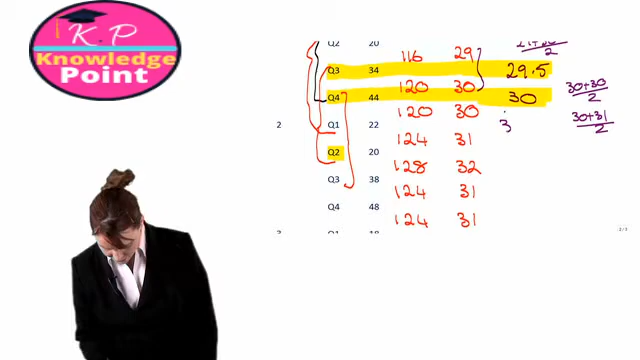 K.P
Knowledge
Point
Q2 20
116 29
Q3 34 29.5
120 30
Q4 44 30
30+30
2
120 30
30+31
2
2 Q1 22 3
124 31
Q2 20
128 32
Q3 38
124 31
Q4 48
124 31